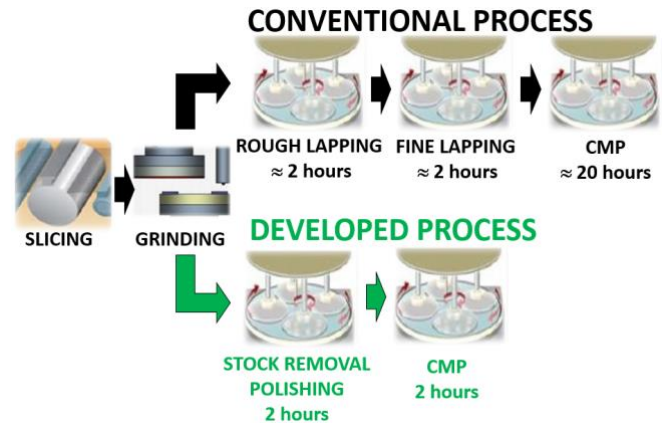 CONVENTIONAL PROCESS
ROUGH LAPPING
≈ 2 hours
FINE LAPPING
≈ 2 hours
CMP
≈ 20 hours
SLICING
GRINDING
DEVELOPED PROCESS
STOCK REMOVAL
POLISHING
2 hours
CMP
2 hours